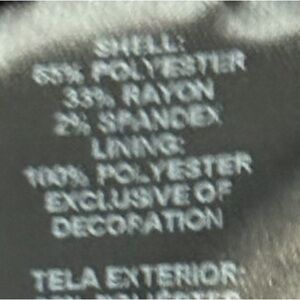 SHELL:
65% POLYESTER
33% RAYON
2% SPANDEX
LINING:
100% POLYESTER
EXCLUSIVE OF
DECORATION
TELA EXTERIOR: